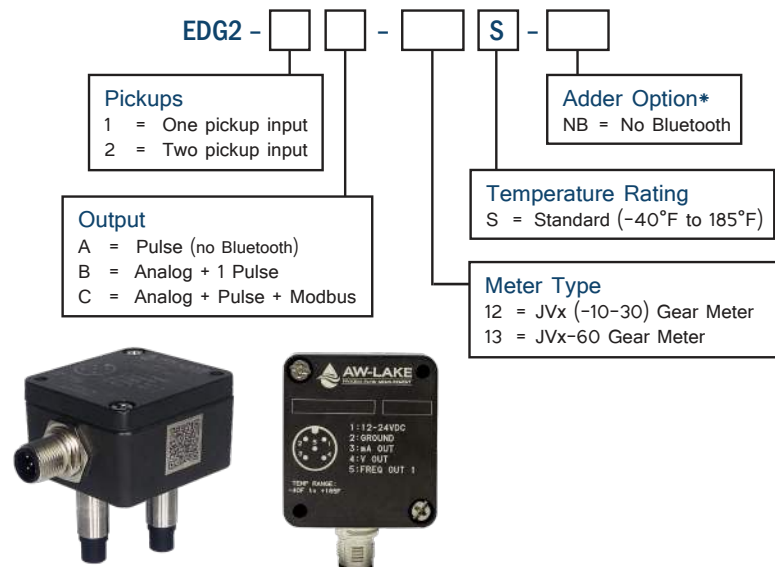 EDG2 - - S -
Pickups
1 = One pickup input
2 = Two pickup input
Adder Option*
NB = No Bluetooth
Output
A = Pulse (no Bluetooth)
B = Analog + 1 Pulse
C = Analog + Pulse + Modbus
Temperature Rating
S = Standard (-40°F to 185°F)
Meter Type
12 = JVx (-10-30) Gear Meter
13 = JVx-60 Gear Meter
AW-LAKE
1:12-24VDC
2:GROUND
3:mA OUT
4:V OUT
5:FREQ OUT 1
TEMP RANGE: